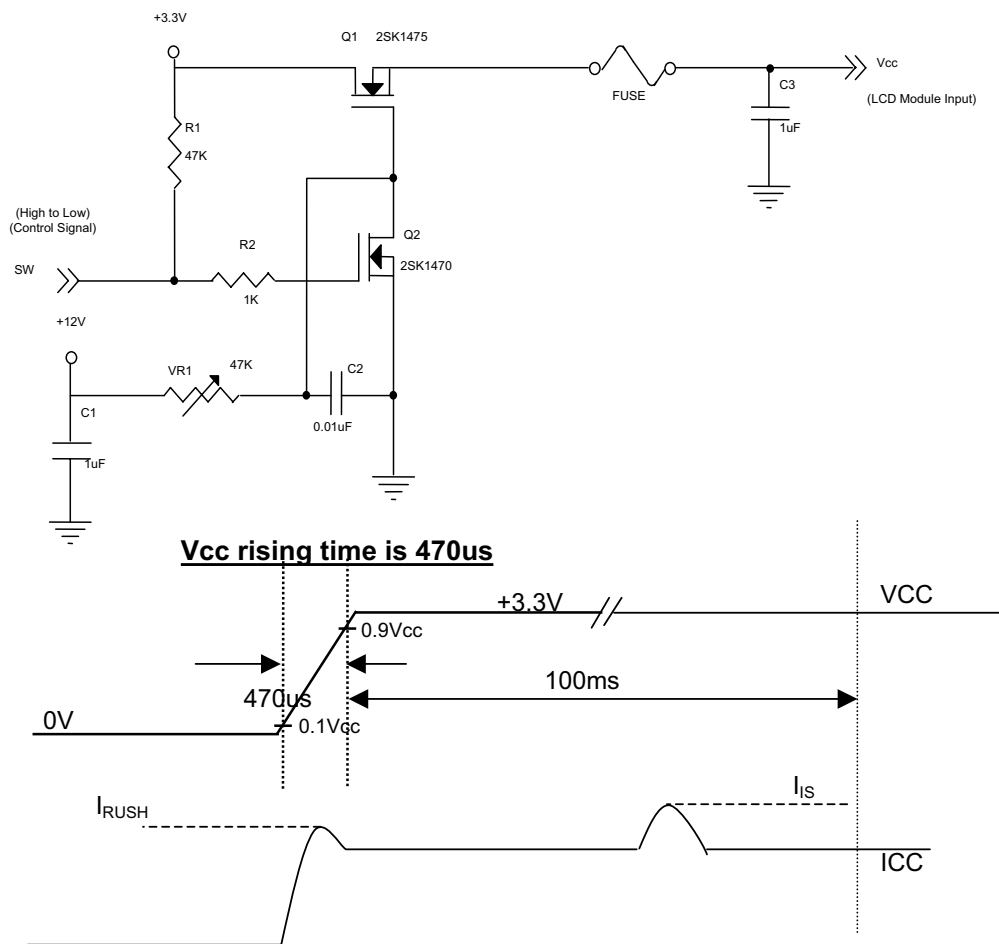 +3.3V
Q1 2SK1475
Vcc
FUSE
C3
(LCD Module Input)
1uF
R1
47K
(High to Low)
(Control Signal)
SW
R2
1K
Q2
2SK1470
+12V
VR1
47K
C2
0.01uF
C1
1uF
Vcc rising time is 470us
+3.3V
VCC
0.9Vcc
470us
100ms
0V
0.1Vcc
IRUSH
IIS
ICC